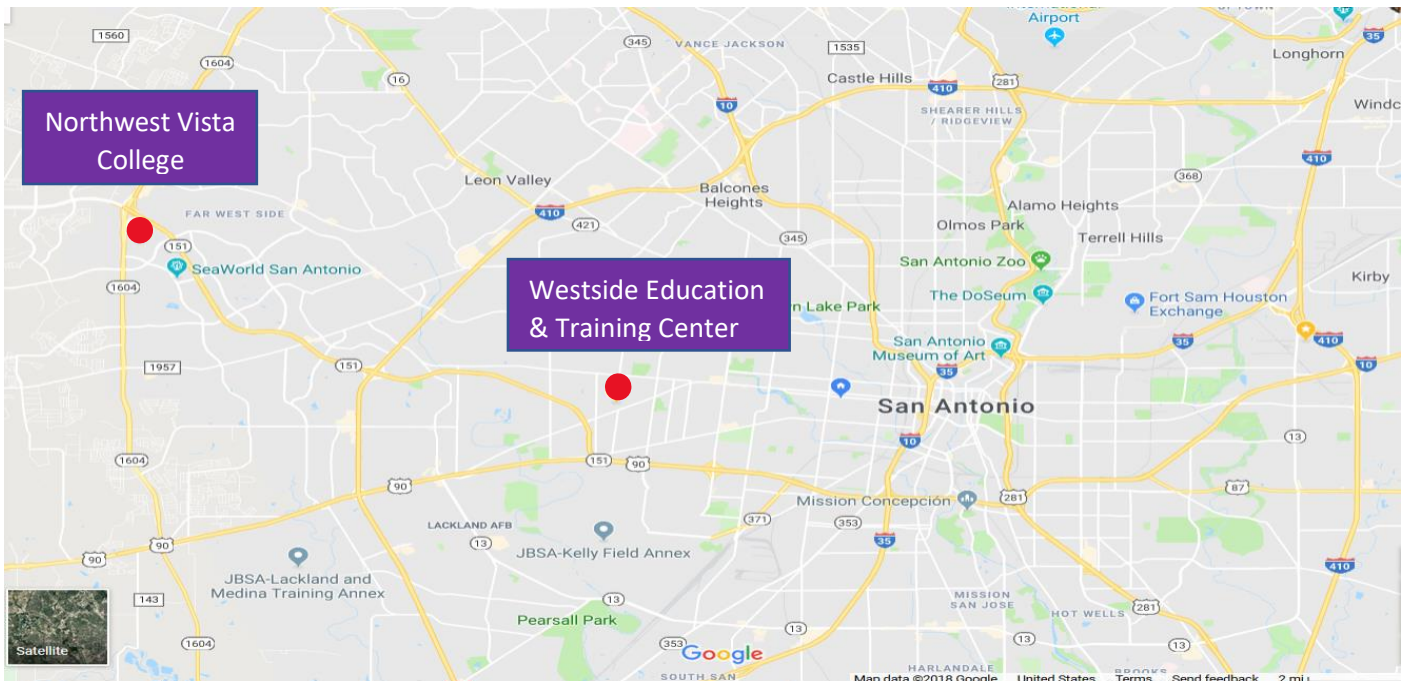 International
Airport
UPTOWN
1560
345
VANCE JACKSON
1535
35
Longhorn
1604
16
Castle Hills
410
281
10
SHEARER HILLS
/ RIDGEVIEW
Windc
Northwest Vista
College
410
Leon Valley
368
Balcones
Heights
Alamo Heights
FAR WEST SIDE
410
421
Olmos Park
345
Terrell Hills
151
San Antonio Zoo
SeaWorld San Antonio
Kirby
1604
Westside Education
& Training Center
n Lake Park
The DoSeum
Fort Sam Houston
Exchange
San Antonio
Museum of Art
35
410
1957
151
35
10
San Antonio
10
13
1604
151
90
90
87
Mission Concepción
281
371
353
LACKLAND AFB
13
35
JBSA-Kelly Field Annex
90
90
410
JBSA-Lackland and
Medina Training Annex
143
MISSION
SAN JOSE
13
281
HOT WELLS
Pearsall Park
13
13
13
Satellite
1604
353
Google
SOUTH SAN
HARLANDALE
BROOKS
Map data ©2018 Google United States Terms Send feedback 2 mi